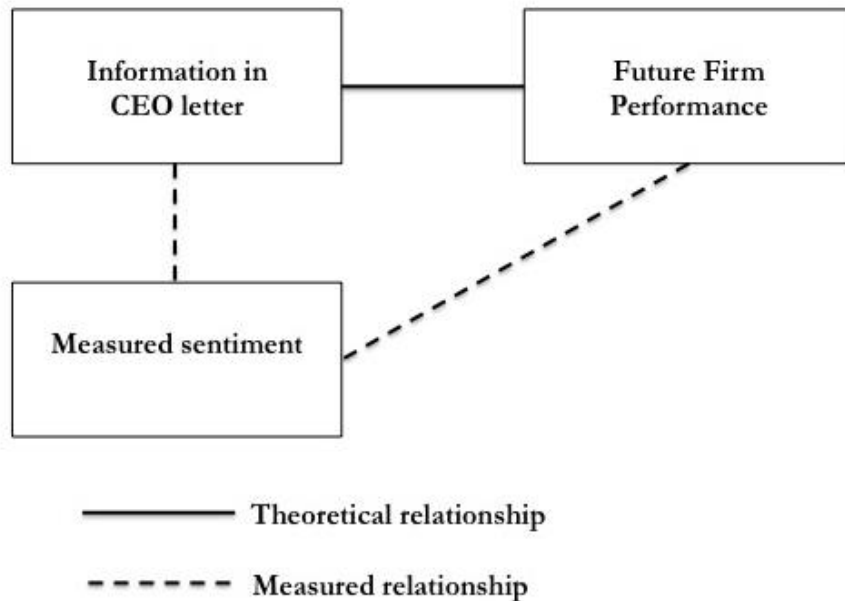 Information in
CEO letter
Future Firm
Performance
Measured sentiment
Theoretical relationship
Measured relationship